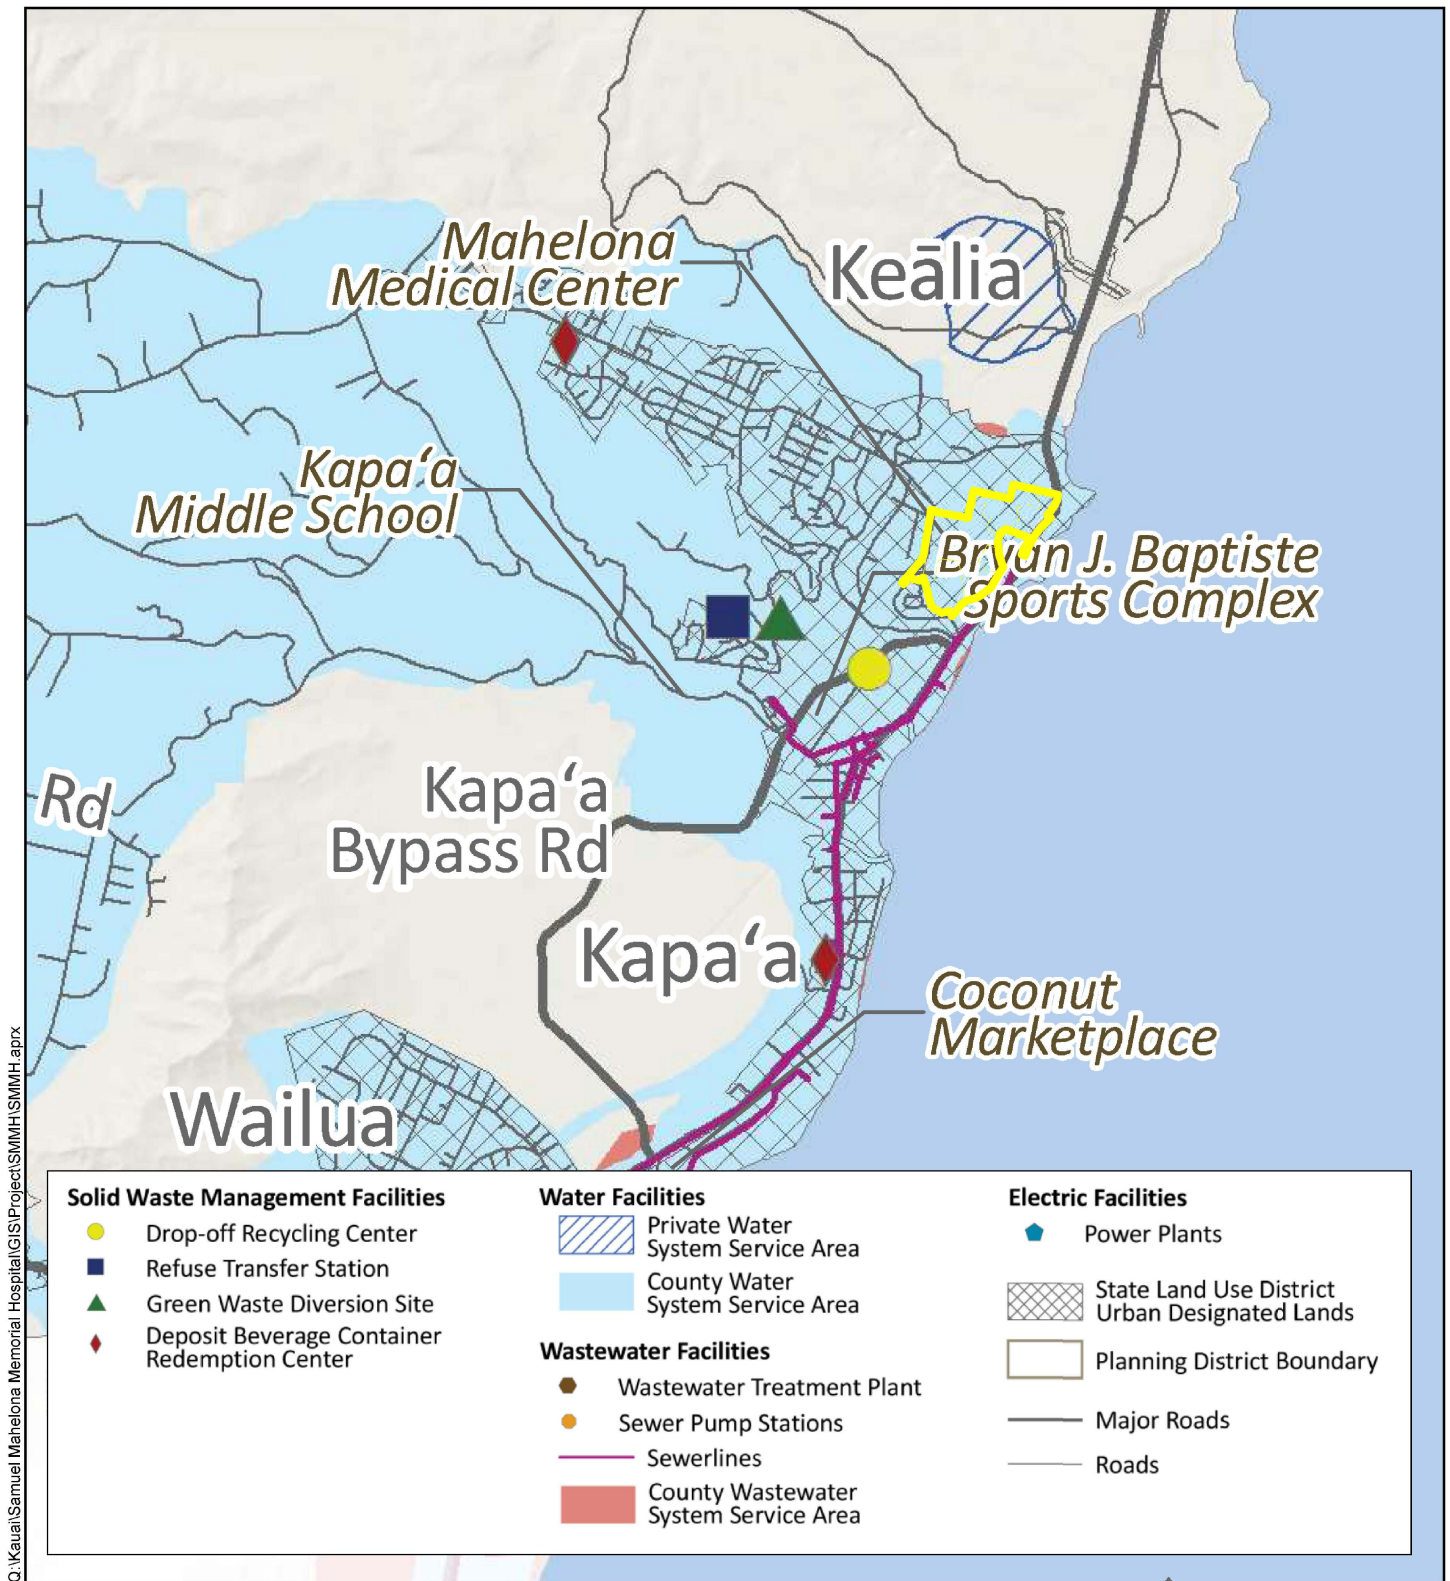 Mahelona
Medical Center
Keālia
Kapaʻa
Middle School
Bryan J. Baptiste
Sports Complex
Rd
Kapaʻa
Bypass Rd
Kapaʻa
Coconut
Marketplace
Wailua
Q:\Kauai\Samuel Mahelona Memorial Hospital\GIS\Project\SMMH\SMMH.aprx
Solid Waste Management Facilities
Drop-off Recycling Center
Refuse Transfer Station
Green Waste Diversion Site
Deposit Beverage Container
Redemption Center
Water Facilities
Private Water
System Service Area
County Water
System Service Area
Wastewater Facilities
Wastewater Treatment Plant
Sewer Pump Stations
Sewerlines
County Wastewater
System Service Area
Electric Facilities
Power Plants
State Land Use District
Urban Designated Lands
Planning District Boundary
Major Roads
Roads